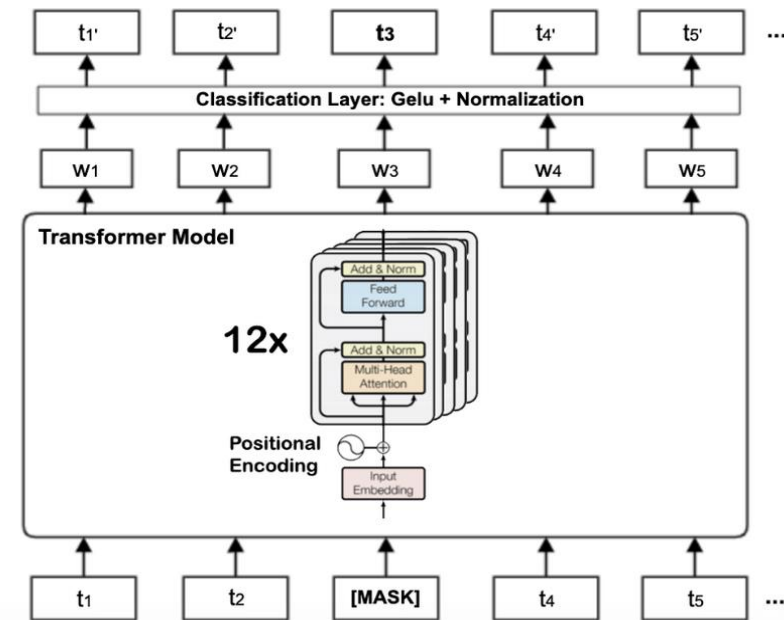 t1' t2' t3 t4' t5' ...
Classification Layer: Gelu + Normalization
w1 w2 w3 w4 w5
Transformer Model
Add & Norm
Feed
Forward
12x
Add & Norm
Multi-Head
Attention
Positional
Encoding
Input
Embedding
t1 t2 [MASK] t4 t5 ...